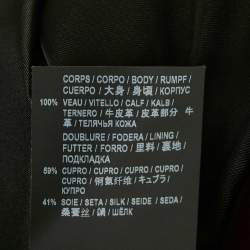 CORPS / CORPO / BODY / RUMPF /
CUERPO / 大身 / 身頃 / КОРПУС
100% VEAU / VITELLO / CALF / KALB /
TERNERO / 牛皮革 / 皮革部分 牛
革 / ТЕЛЯЧЬЯ КОЖА
DOUBLURE / FODERA / LINING /
FUTTER / FORRO / 里料 / 裏地 /
ПОДКЛАДКА
59% CUPRO / CUPRO / CUPRO / CUPRO /
CUPRO / 铜氨纤维 / キュプラ /
КУПРО
41% SOIE / SETA / SILK / SEIDE / SEDA /
桑蚕丝 / 絹 / ШЁЛК